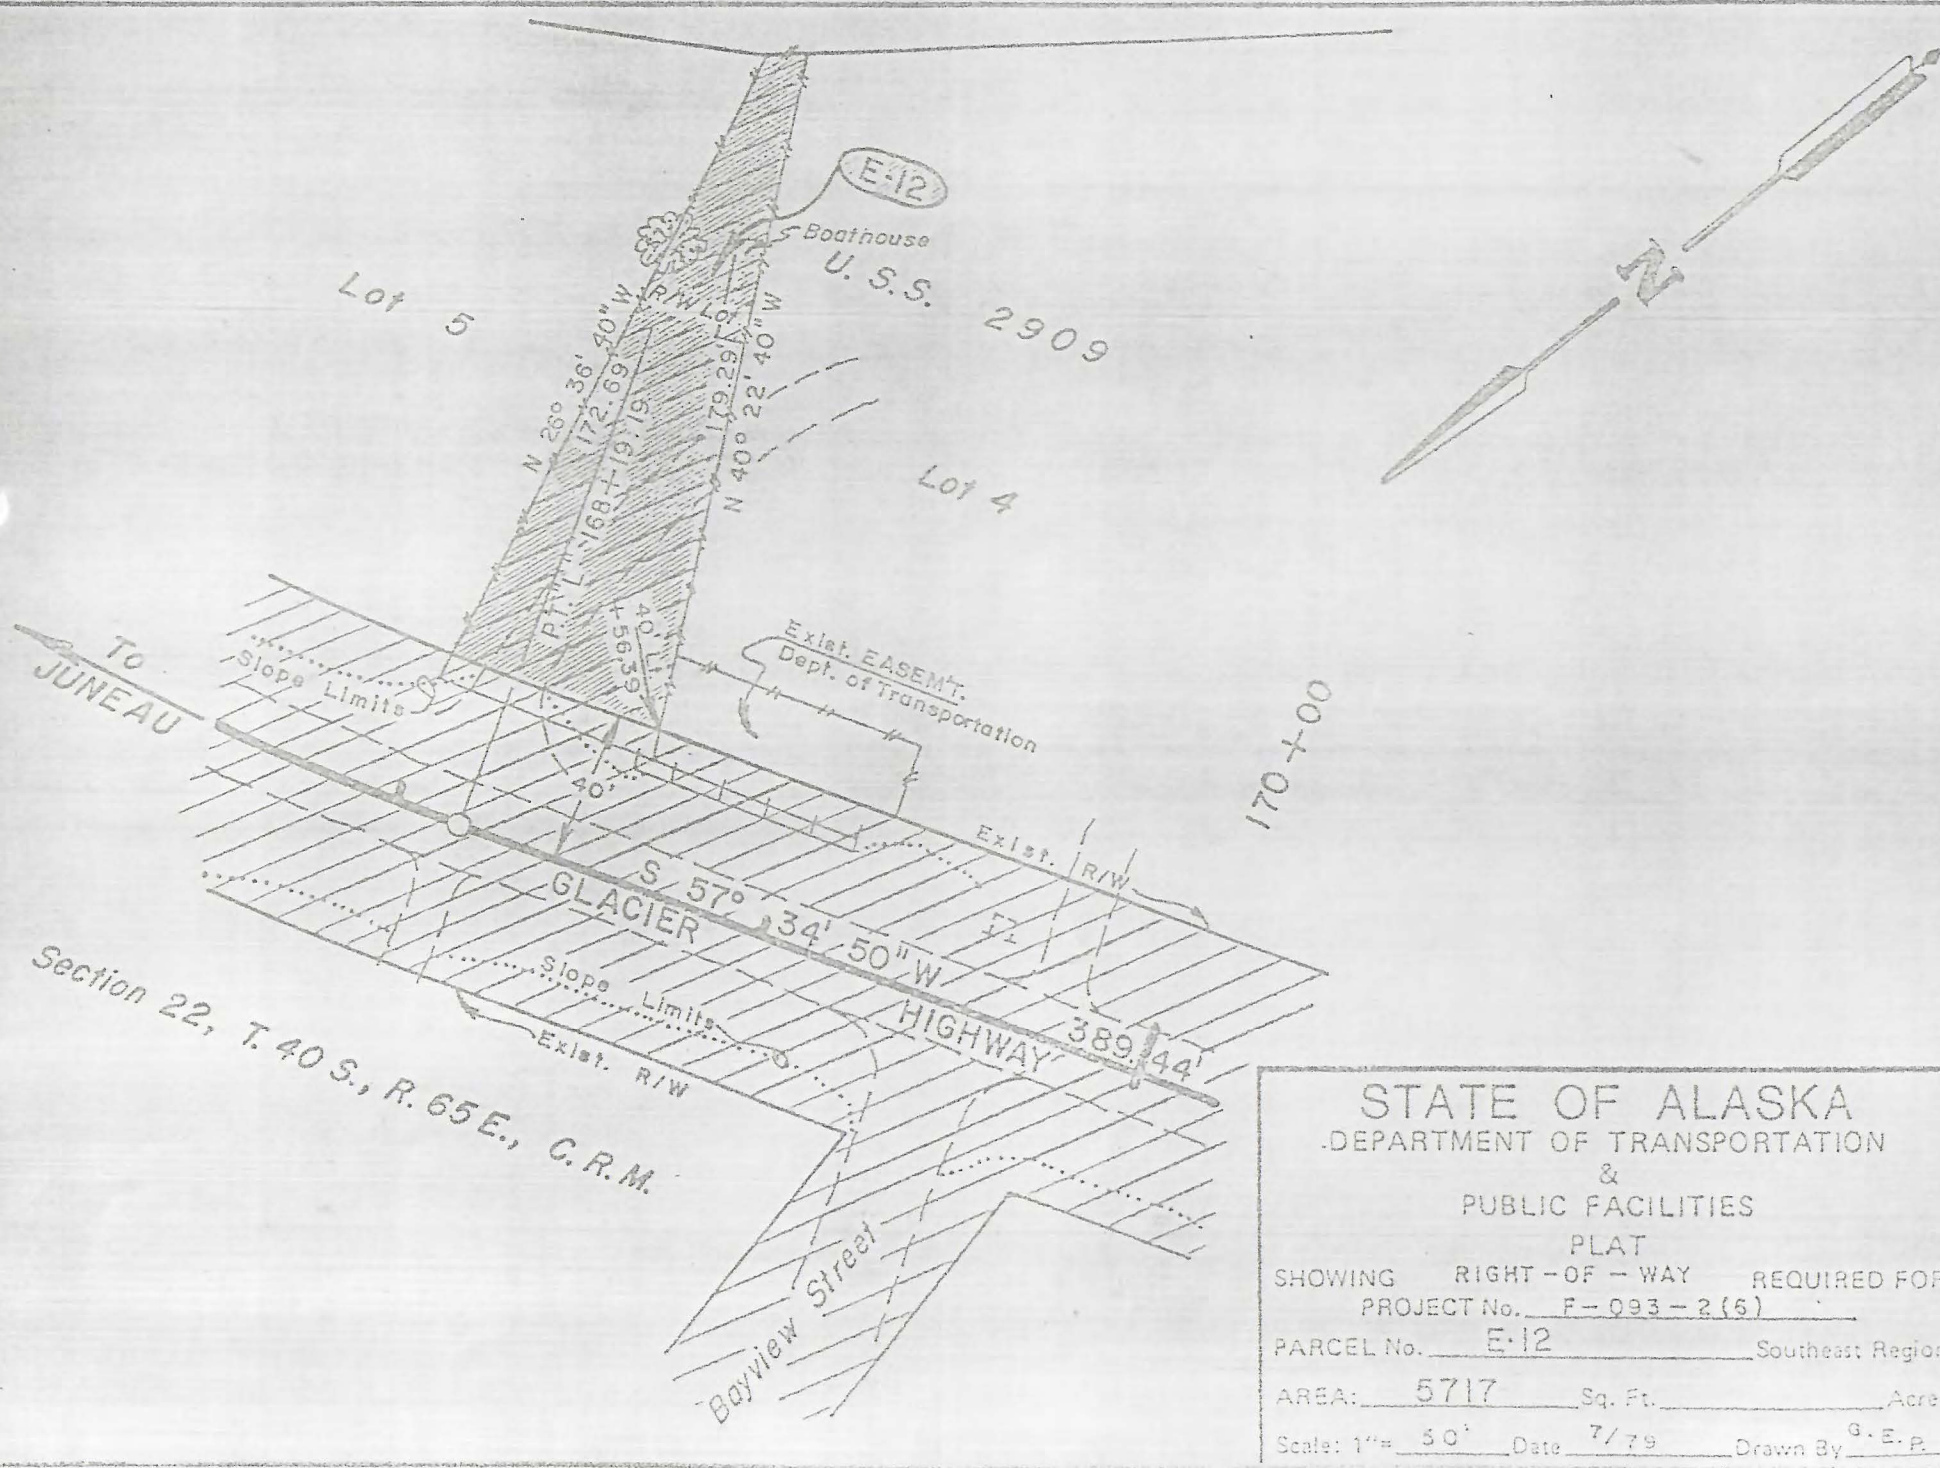 E-12
Boathouse
U. S. S. 2909
Lot 5
R/W Lot
N 26° 36' 40" W
172.69'
P.I. "L" 168+19.19
179.29'
N 40° 22' 40" W
Lot 4
N
40' L
+56.39
Exist. EASEM'T.
Dept. of Transportation
To
JUNEAU
Slope Limits
40'
170+00
Exist. R/W
S 57° 34' 50" W
389.44'
GLACIER HIGHWAY
Slope Limits
Exist. R/W
Section 22, T. 40 S., R. 65 E., C. R. M.
Bayview Street
STATE OF ALASKA
DEPARTMENT OF TRANSPORTATION
&
PUBLIC FACILITIES
PLAT
SHOWING RIGHT-OF-WAY REQUIRED FOR
PROJECT No. F-093-2(6)
PARCEL No. E-12 Southeast Region
AREA: 5717 Sq. Ft. Acre
Scale: 1"= 50' Date 7/79 Drawn By G.E.P.